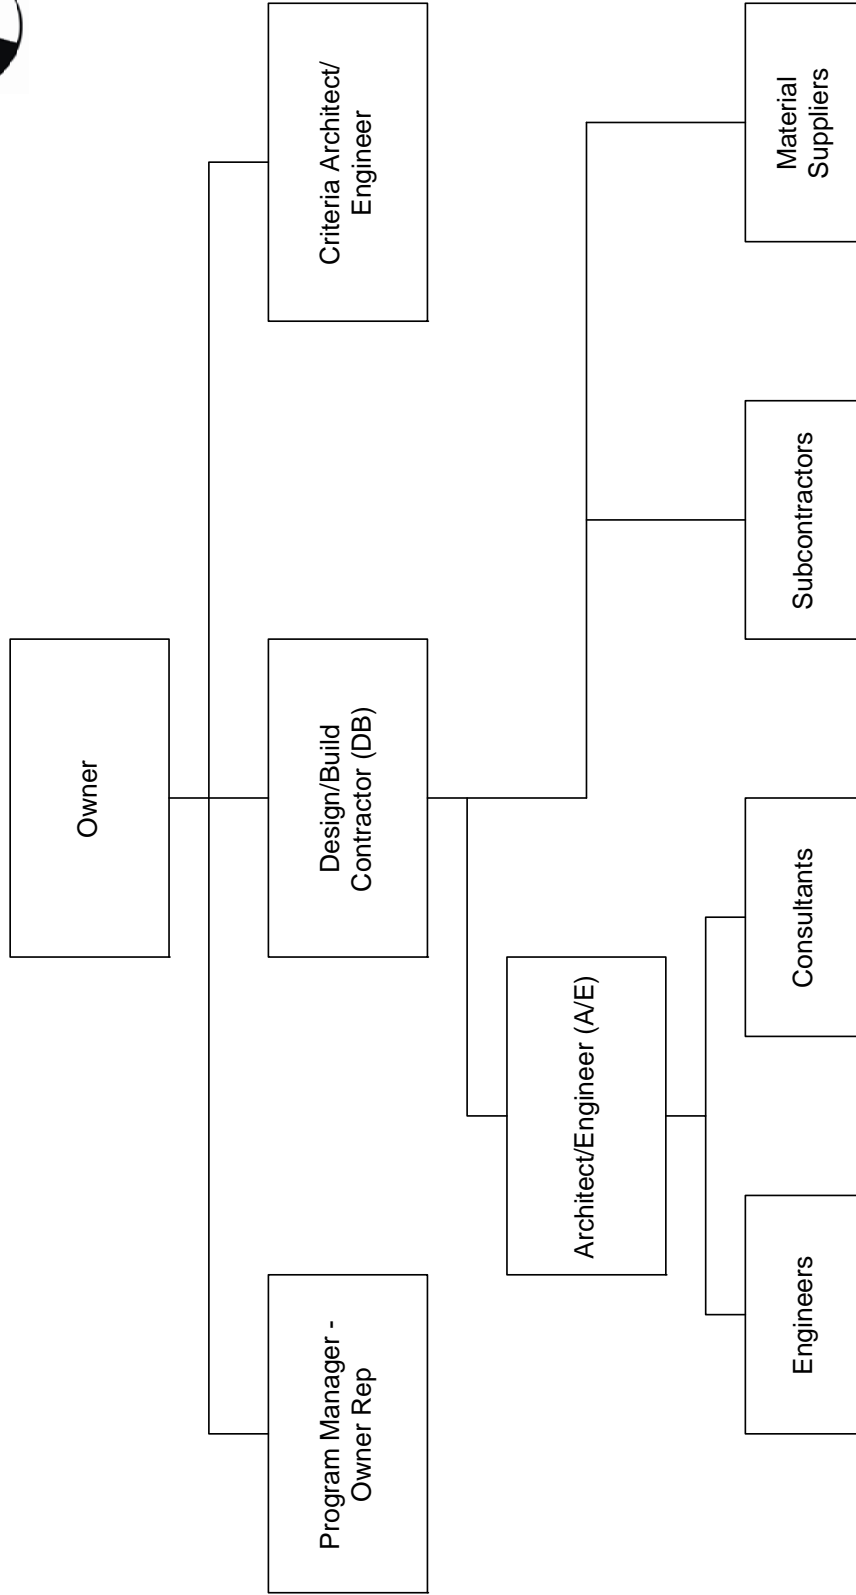 Owner
Program Manager -
Owner Rep
Design/Build
Contractor (DB)
Criteria Architect/
Engineer
Architect/Engineer (A/E)
Engineers
Consultants
Subcontractors
Material
Suppliers